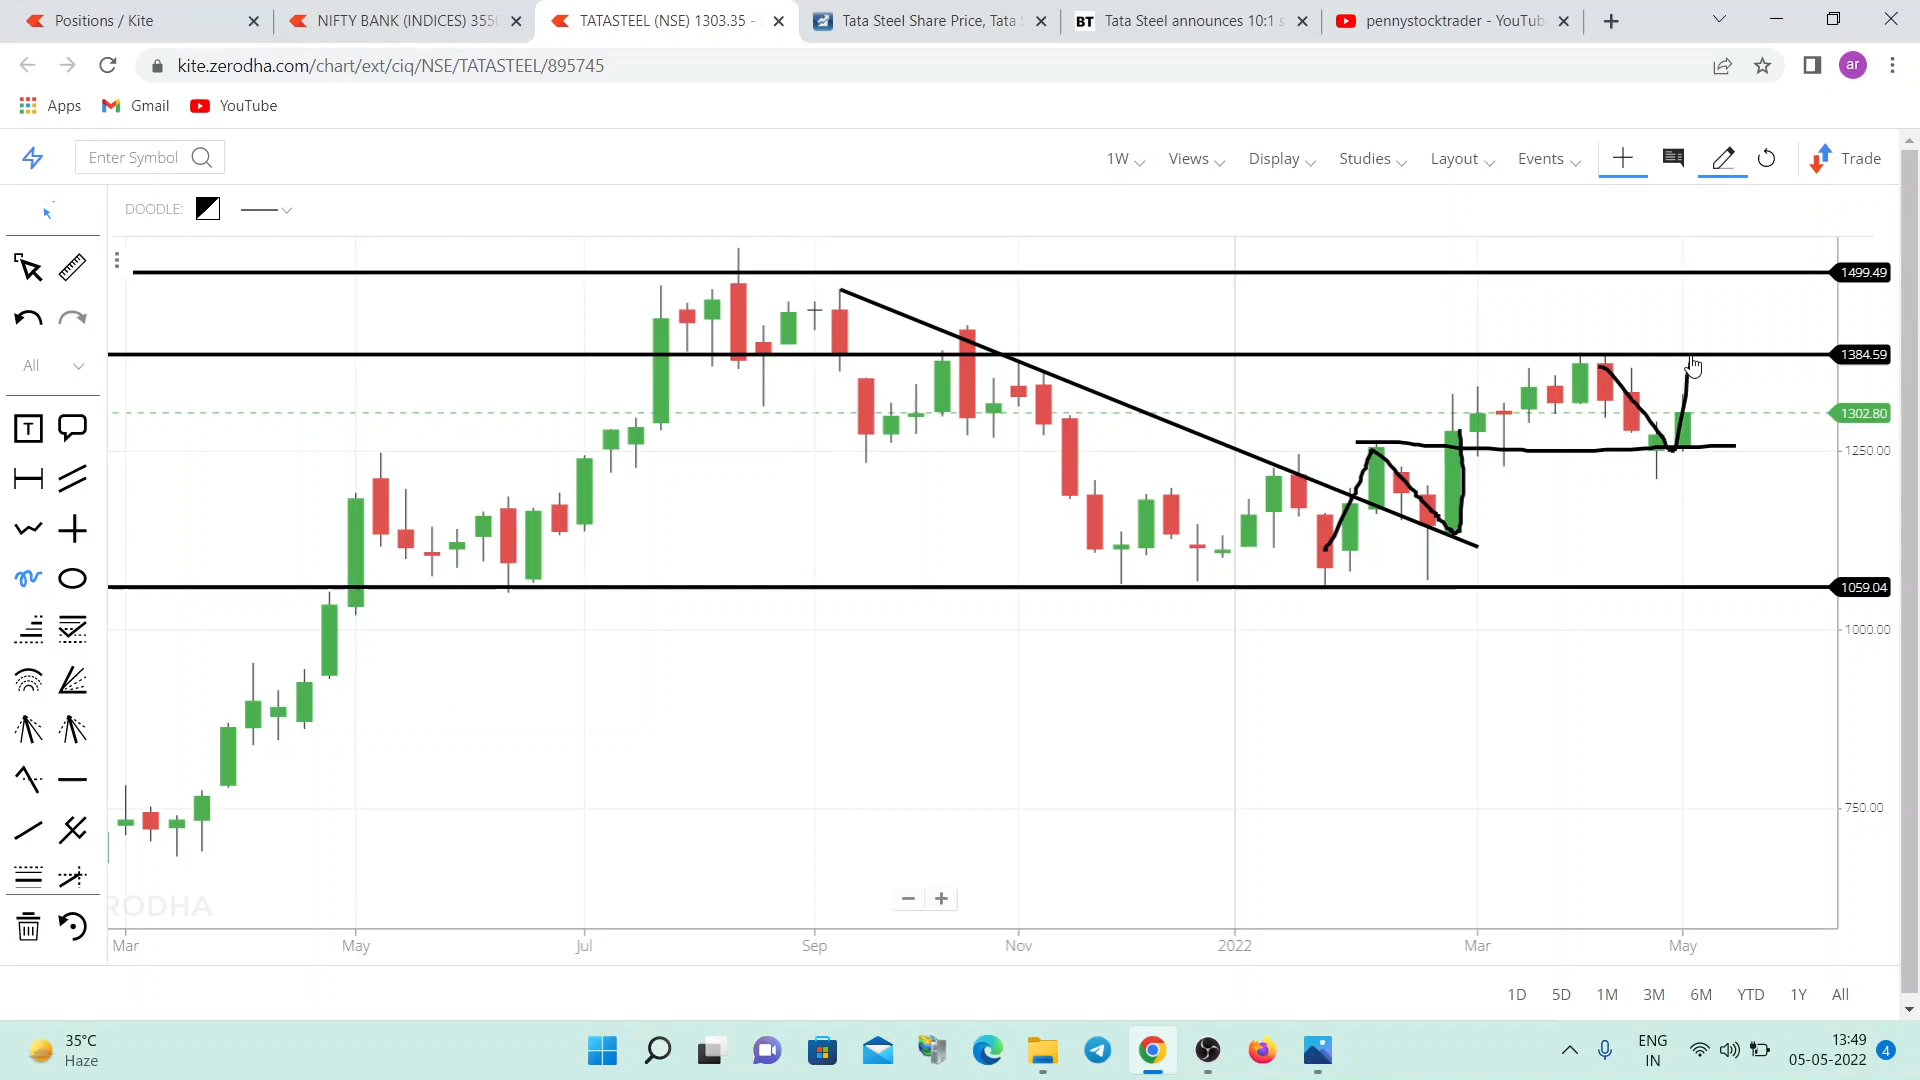 Positions / Kite
NIFTY BANK (INDICES) 3550
TATASTEEL (NSE) 1303.35 -
Tata Steel Share Price, Tata S
BT Tata Steel announces 10:1 s
pennystocktrader - YouTub
kite.zerodha.com/chart/ext/ciq/NSE/TATASTEEL/895745
ar
Apps
Gmail
YouTube
Enter Symbol
1W
Views
Display
Studies
Layout
Events
Trade
DOODLE:
All
T
1499.49
1384.59
1302.80
1250.00
1059.04
1000.00
750.00
RODHA
Mar
May
Jul
Sep
Nov
2022
Mar
May
1D 5D 1M 3M 6M YTD 1Y All
35°C
Haze
ENG
IN
13:49
05-05-2022
4